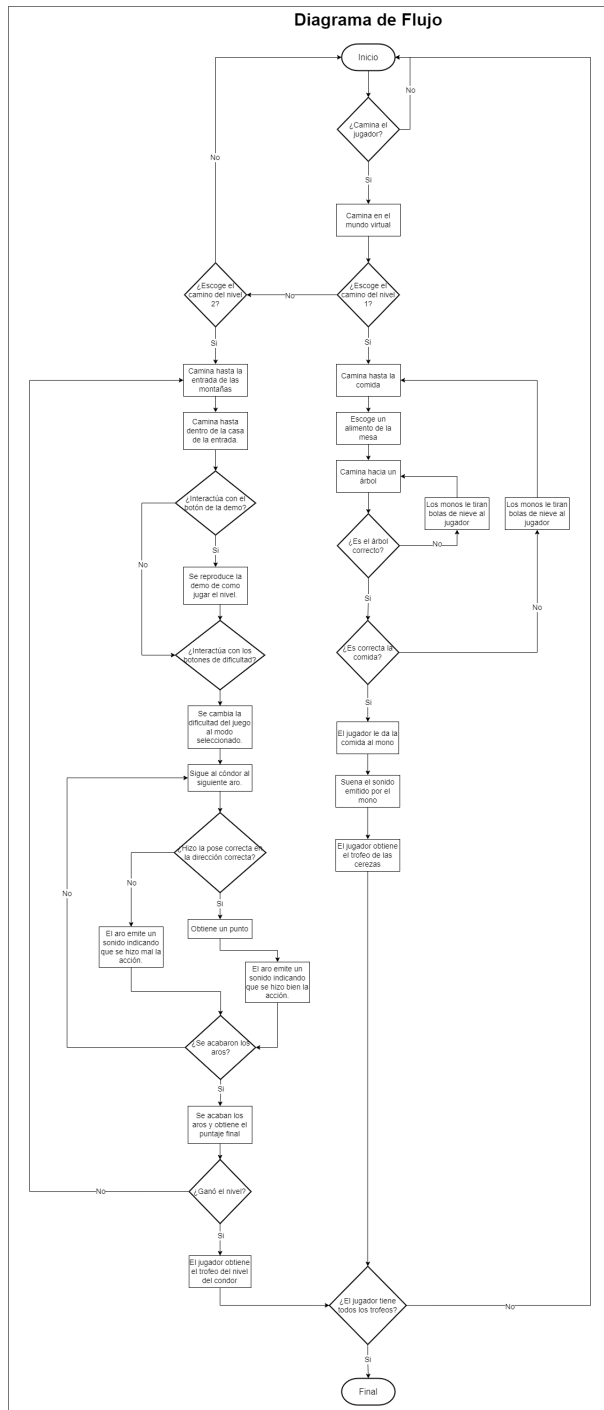 Diagrama de Flujo
Inicio
No
¿Camina el
jugador?
Si
No
Camina en el
mundo virtual
¿Escoge el
camino del nivel
2?
No
¿Escoge el
camino del nivel
1?
Si
Si
Camina hasta la
entrada de las
montañas
Camina hasta la
comida
Camina hasta
dentro de la casa
de la entrada.
Escoge un
alimento de la
mesa
Camina hacia un
árbol
¿Interactúa con el
botón de la demo?
Los monos le tiran
bolas de nieve al
jugador
Los monos le tiran
bolas de nieve al
jugador
¿Es el árbol
correcto?
No
Si
No
Se reproduce la
demo de como
jugar el nivel.
Si
No
¿Interactúa con los
botones de dificultad?
¿Es correcta la
comida?
Si
Se cambia la
dificultad del juego
al modo
seleccionado.
El jugador le da la
comida al mono
Sigue al cóndor al
siguiente aro.
Suena el sonido
emitido por el
mono
¿Hizo la pose correcta en
la dirección correcta?
El jugador obtiene
el trofeo de las
cerezas
No
No
Si
Obtiene un punto
El aro emite un
sonido indicando
que se hizo mal la
acción.
El aro emite un
sonido indicando
que se hizo bien la
acción.
¿Se acabaron los
aros?
Si
Se acaban los
aros y obtiene el
puntaje final
No
¿Ganó el nivel?
Si
El jugador obtiene
el trofeo del nivel
del condor
¿El jugador tiene
todos los trofeos?
No
Si
Final